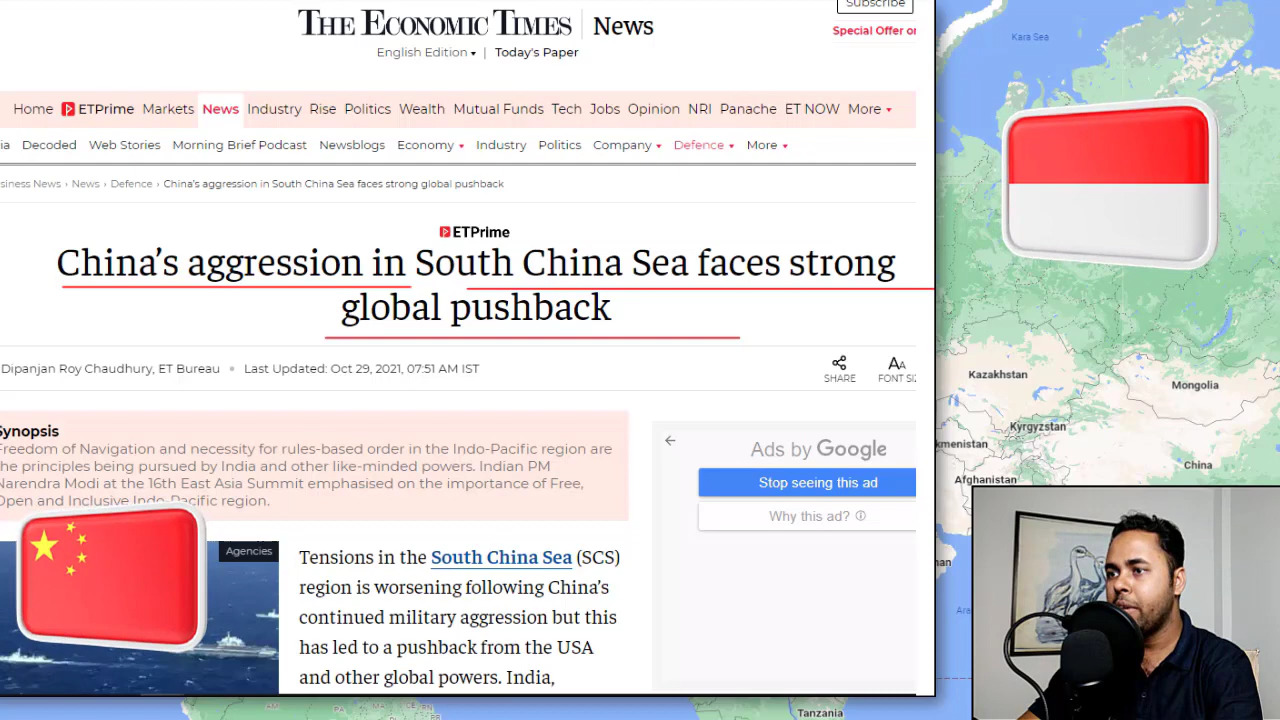 Subscribe
THE ECONOMIC TIMES | News
Special Offer
English Edition | Today's Paper
Home ETPrime Markets News Industry Rise Politics Wealth Mutual Funds Tech Jobs Opinion NRI Panache ET NOW More
Decoded Web Stories Morning Brief Podcast Newsblogs Economy Industry Politics Company Defence More
News › Defence › China's aggression in South China Sea faces strong global pushback
ETPrime
China's aggression in South China Sea faces strong
global pushback
Dipanjan Roy Chaudhury, ET Bureau
Last Updated: Oct 29, 2021, 07:51 AM IST
SHARE
FONT
Synopsis
Freedom of Navigation and necessity for rules-based order in the Indo-Pacific region are
the principles being pursued by India and other like-minded powers. Indian PM
Narendra Modi at the 16th East Asia Summit emphasised on the importance of Free,
Open and Inclusive Indo-Pacific region.
Agencies
Tensions in the South China Sea (SCS)
region is worsening following China's
continued military aggression but this
has led to a pushback from the USA
and other global powers. India,
Ads by Google
Stop seeing this ad
Why this ad?
Kara Sea
Kazakhstan
Mongolia
Kyrgyzstan
China
Afghanistan
Tanzania